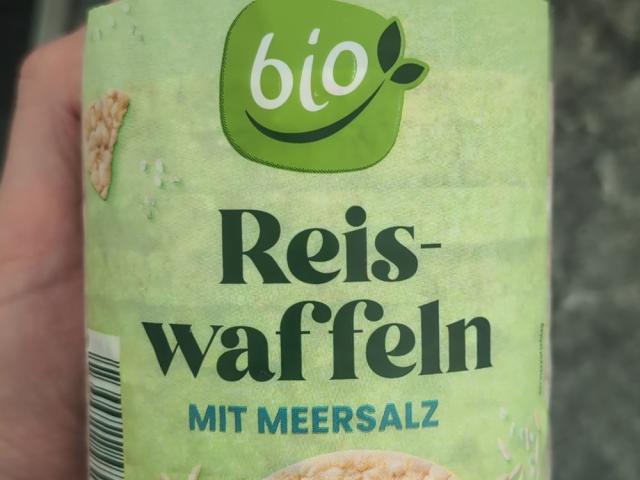 bio
Reis-
waffeln
MIT MEERSALZ